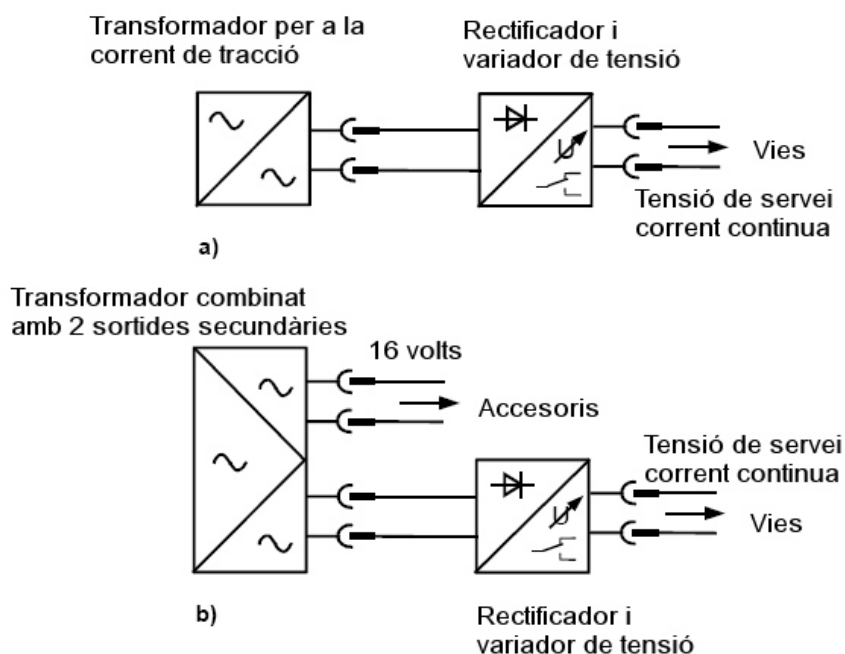 Transformador per a la
corrent de tracció
Rectificador i
variador de tensió
U
Vies
Tensió de servei
corrent continua
a)
Transformador combinat
amb 2 sortides secundàries
16 volts
Accesoris
Tensió de servei
corrent continua
U
Vies
b)
Rectificador i
variador de tensió